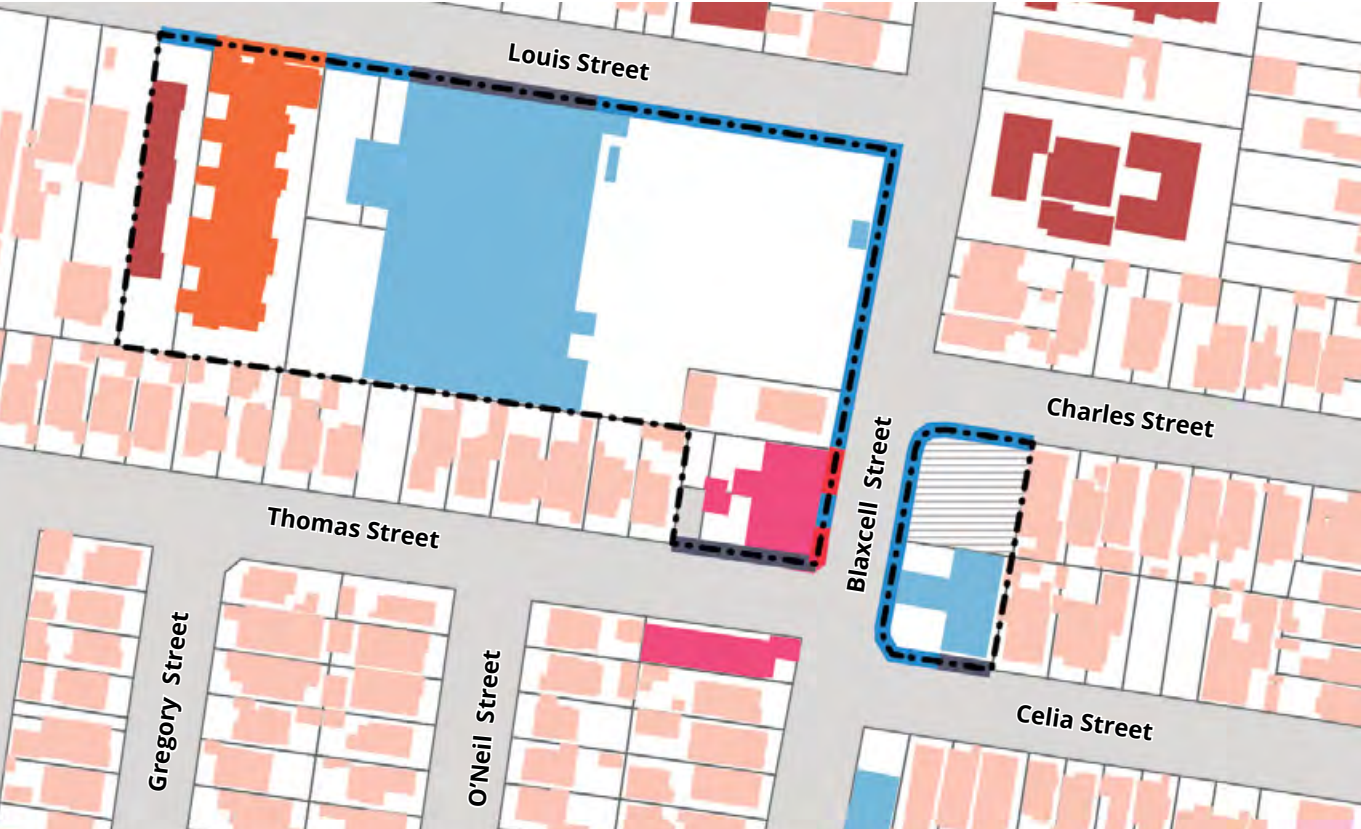 Louis Street
Charles Street
Blaxcell Street
Thomas Street
Gregory Street
O'Neil Street
Celia Street